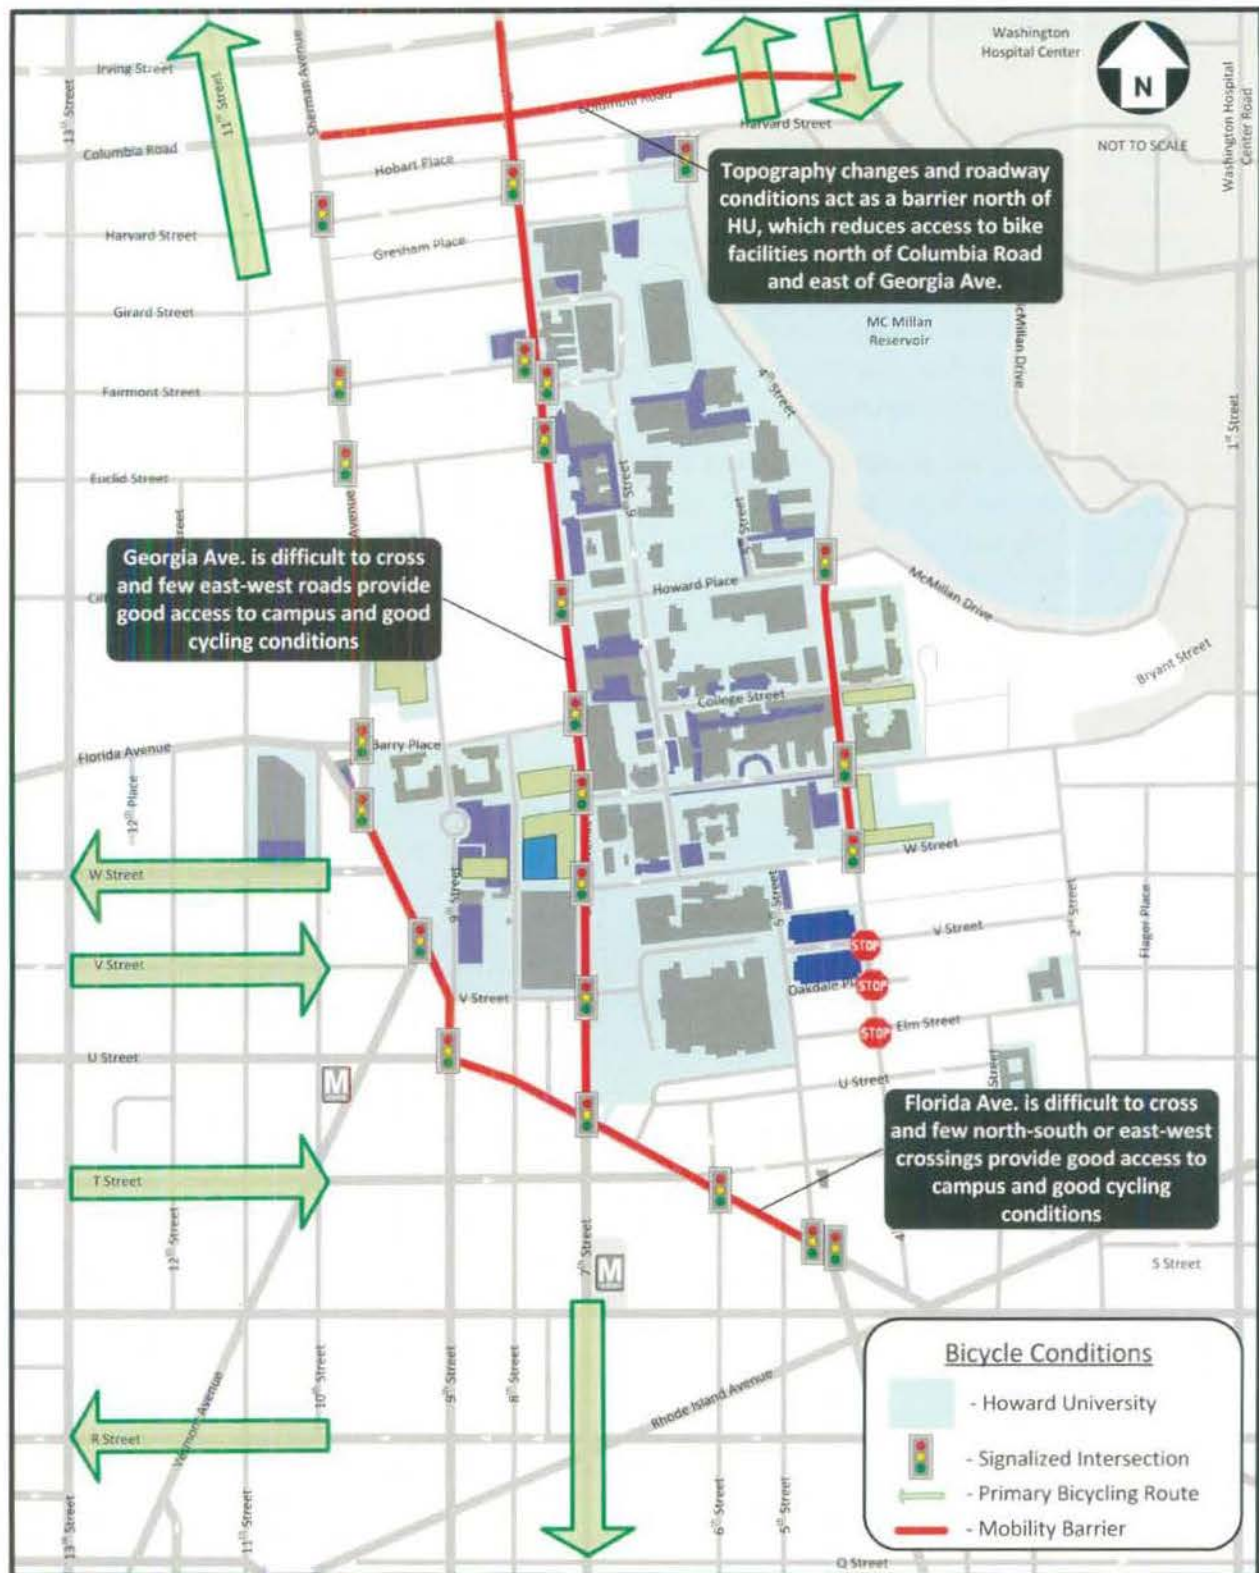 Washington
Hospital Center
N
NOT TO SCALE
Washington Hospital
Center Road
Irving Street
13th Street
11th Street
Sherman Avenue
Columbia Road
Columbia Road
Harvard Street
Hobart Place
Harvard Street
Gresham Place
Girard Street
Topography changes and roadway
conditions act as a barrier north of
HU, which reduces access to bike
facilities north of Columbia Road
and east of Georgia Ave.
MC Millan
Reservoir
McMillan Drive
1st Street
4th Street
Fairmont Street
Euclid Street
Street
Avenue
6th Street
5th Street
Georgia Ave. is difficult to cross
and few east-west roads provide
good access to campus and good
cycling conditions
Howard Place
McMillan Drive
Bryant Street
College Street
Florida Avenue
Barry Place
12th Place
W Street
9th Street
W Street
5th Street
2nd Street
Flager Place
V Street
V Street
STOP
STOP
STOP
V Street
Oakdale
Elm Street
U Street
M
U Street
Street
Florida Ave. is difficult to cross
and few north-south or east-west
crossings provide good access to
campus and good cycling
conditions
T Street
12th Street
7th Street
M
S Street
Bicycle Conditions
- Howard University
- Signalized Intersection
- Primary Bicycling Route
- Mobility Barrier
R Street
Vermont Avenue
10th Street
9th Street
8th Street
Rhode Island Avenue
13th Street
11th Street
6th Street
5th Street
Q Street